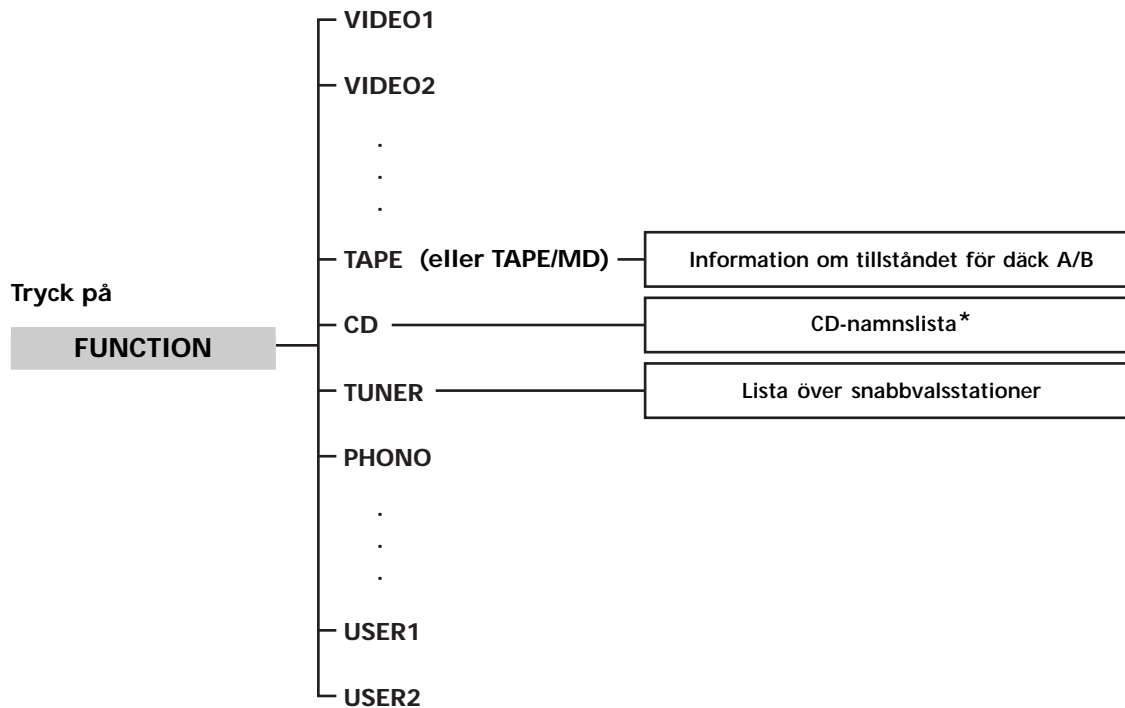 VIDEO1
VIDEO2
.
.
.
TAPE (eller TAPE/MD)
Information om tillståndet för däck A/B
Tryck på
CD
CD-namnslista*
FUNCTION
TUNER
Lista över snabbvalsstationer
PHONO
.
.
.
USER1
USER2